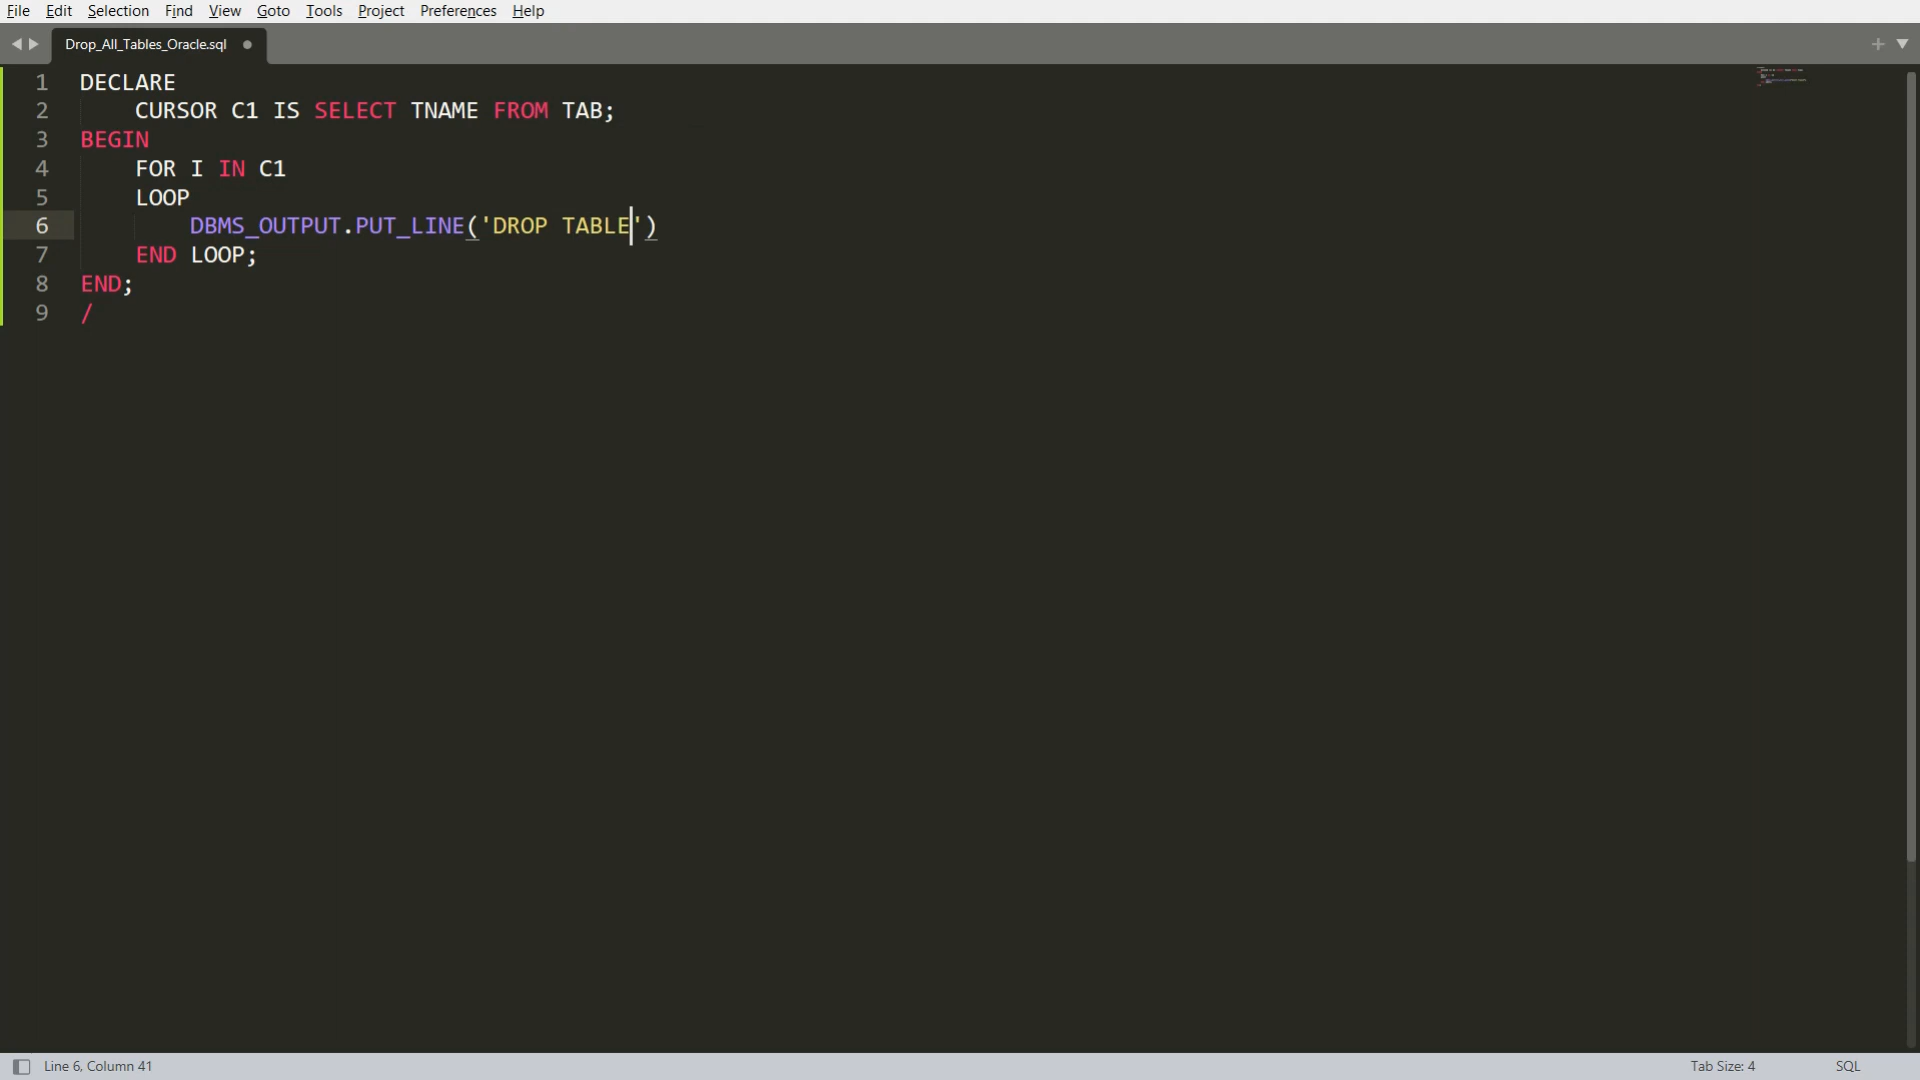 File Edit Selection Find View Goto Tools Project Preferences Help
Drop_All_Tables_Oracle.sql
1 DECLARE
2 CURSOR C1 IS SELECT TNAME FROM TAB;
3 BEGIN
4 FOR I IN C1
5 LOOP
6 DBMS_OUTPUT.PUT_LINE('DROP TABLE')
7 END LOOP;
8 END;
9 /
Line 6, Column 41 Tab Size: 4 SQL